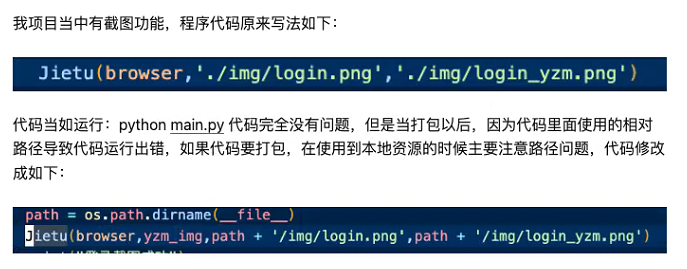 我项目当中有截图功能，程序代码原来写法如下：
Jietu(browser,'./img/login.png','./img/login_yzm.png')
代码当如运行：python main.py 代码完全没有问题，但是当打包以后，因为代码里面使用的相对
路径导致代码运行出错，如果代码要打包，在使用到本地资源的时候主要注意路径问题，代码修改
成如下：
path = os.path.dirname(__file__)
Jietu(browser,yzm_img,path + '/img/login.png',path + '/img/login_yzm.png')